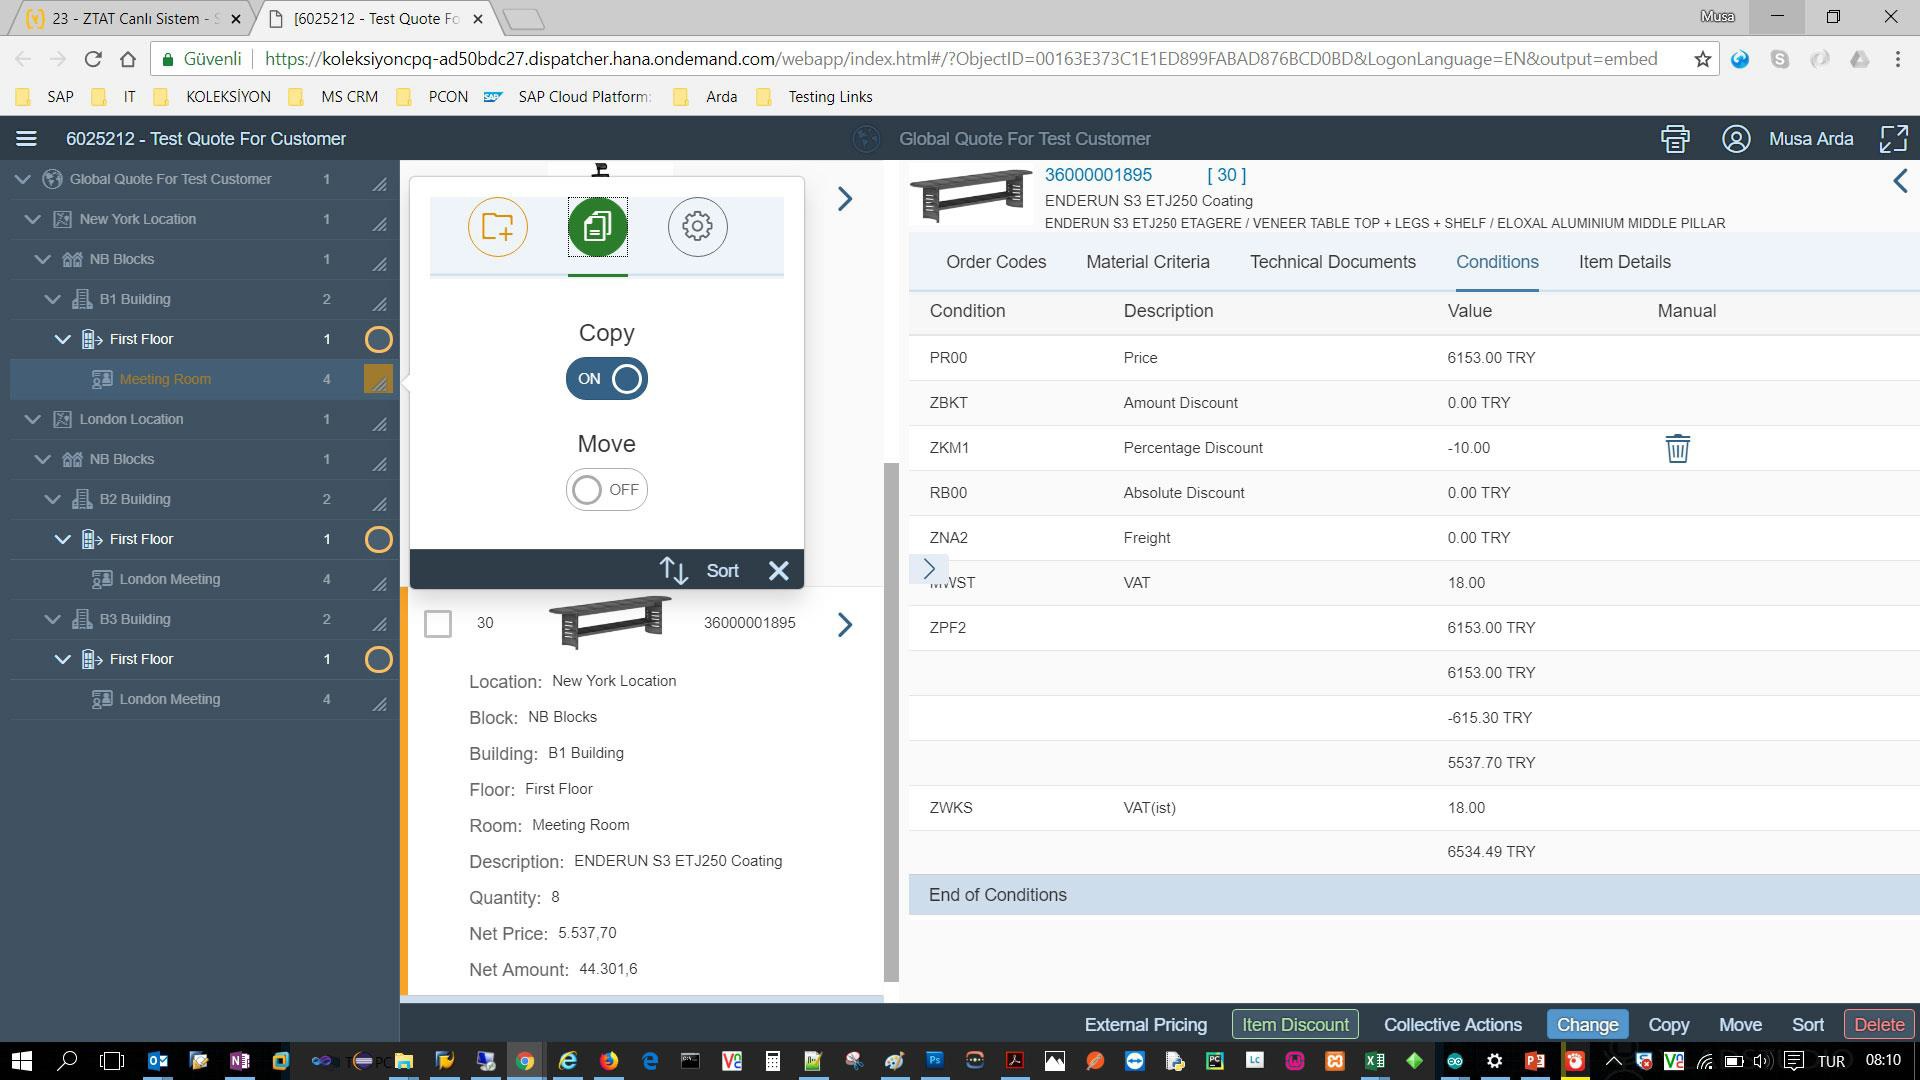 23 - ZTAT Canlı Sistem -
[6025212 - Test Quote Fo
Musa
Güvenli
https://koleksiyoncpq-ad50bdc27.dispatcher.hana.ondemand.com/webapp/index.html#/?ObjectID=00163E373C1E1ED899FABAD876BCD0BD&LogonLanguage=EN&output=embed
SAP
IT
KOLEKSİYON
MS CRM
PCON
SAP Cloud Platform:
Arda
Testing Links
6025212 - Test Quote For Customer
Global Quote For Test Customer
Musa Arda
Global Quote For Test Customer 1
New York Location 1
NB Blocks 1
B1 Building 2
First Floor 1
Meeting Room 4
London Location 1
NB Blocks 1
B2 Building 2
First Floor 1
London Meeting 4
B3 Building 2
First Floor 1
London Meeting 4
Copy
ON
Move
OFF
Sort
30
36000001895
Location: New York Location
Block: NB Blocks
Building: B1 Building
Floor: First Floor
Room: Meeting Room
Description: ENDERUN S3 ETJ250 Coating
Quantity: 8
Net Price: 5.537,70
Net Amount: 44.301,6
36000001895 [ 30 ]
ENDERUN S3 ETJ250 Coating
ENDERUN S3 ETJ250 ETAGERE / VENEER TABLE TOP + LEGS + SHELF / ELOXAL ALUMINIUM MIDDLE PILLAR
Order Codes Material Criteria Technical Documents Conditions Item Details
Condition Description Value Manual
PR00 Price 6153.00 TRY
ZBKT Amount Discount 0.00 TRY
ZKM1 Percentage Discount -10.00
RB00 Absolute Discount 0.00 TRY
ZNA2 Freight 0.00 TRY
MWST VAT 18.00
ZPF2 6153.00 TRY
6153.00 TRY
-615.30 TRY
5537.70 TRY
ZWKS VAT(ist) 18.00
6534.49 TRY
End of Conditions
External Pricing Item Discount Collective Actions Change Copy Move Sort Delete
TUR 08:10